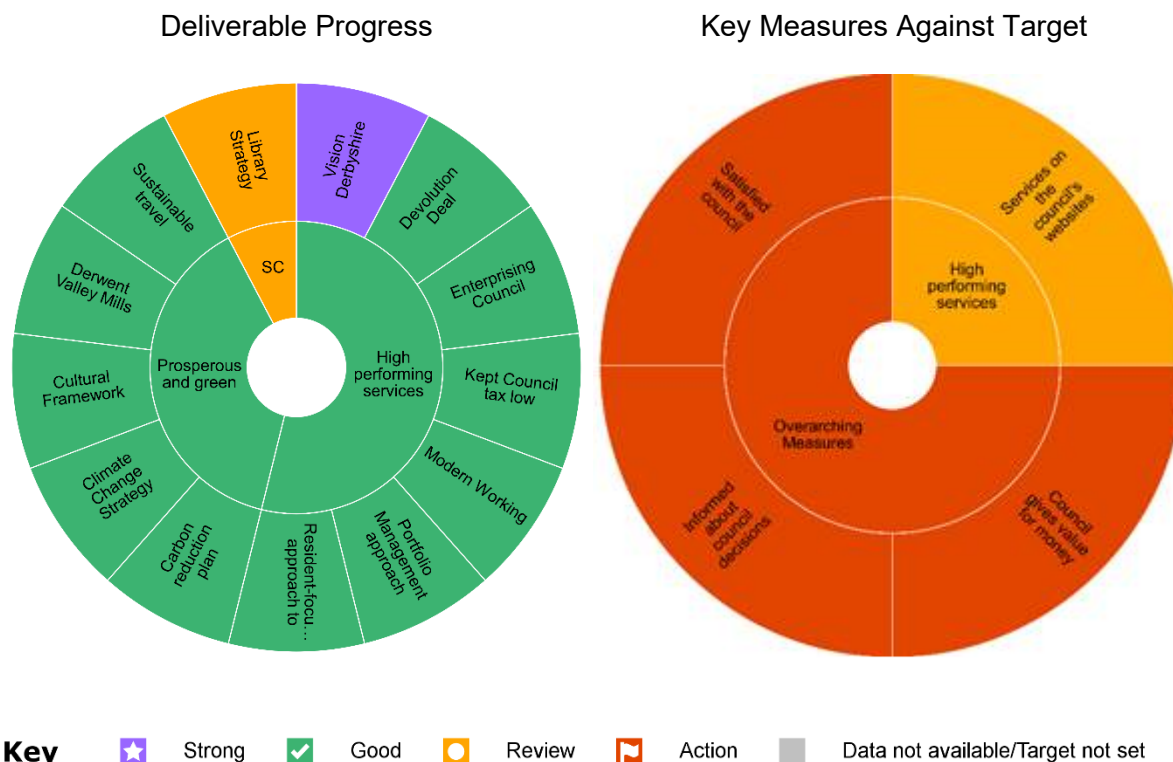 Deliverable Progress
Key Measures Against Target
Library
Strategy
Vision
Derbyshire
Devolution
Deal
Enterprising
Council
Kept Council
tax low
Modern Working
Portfolio
Management
approach
Resident-focu…
approach to
Carbon
reduction
plan
Climate
Change
Strategy
Cultural
Framework
Derwent
Valley Mills
Sustainable
travel
SC
High
performing
services
Prosperous
and green
Satisfied
with the
council
Services on
the
council's
websites
High
performing
services
Overarching
Measures
Informed
about
council
decisions
Council
gives value
for money
Key
Strong
Good
Review
Action
Data not available/Target not set